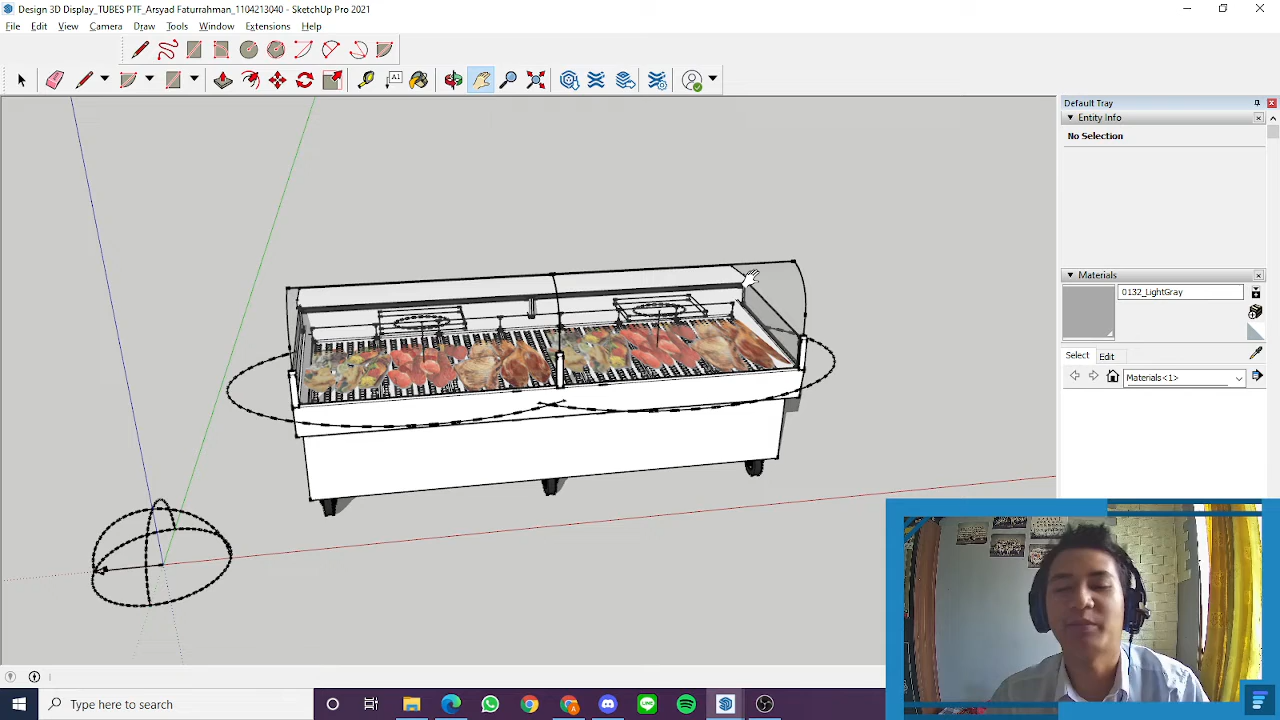 Design 3D Display_TUBES PTF_Arsyad Faturrahman_1104213040 - SketchUp Pro 2021
File Edit View Camera Draw Tools Window Extensions Help
A1
Default Tray
Entity Info
No Selection
Materials
0132_LightGray
Select Edit
Materials<1>
Type here to search